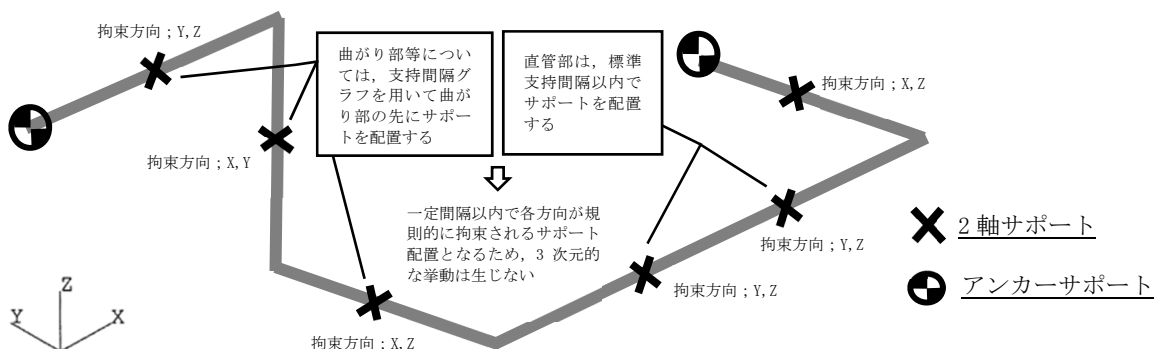 拘束方向；Y,Z
曲がり部等につい
ては，支持間隔グ
ラフを用いて曲が
り部の先にサポー
トを配置する
直管部は，標準
支持間隔以内で
サポートを配置
する
拘束方向；X,Z
拘束方向；X,Y
一定間隔以内で各方向が規
則的に拘束されるサポート
配置となるため，3 次元的
な挙動は生じない
拘束方向；Y,Z
拘束方向；Y,Z
拘束方向；X,Z
2 軸サポート
アンカーサポート
Z
Y
X